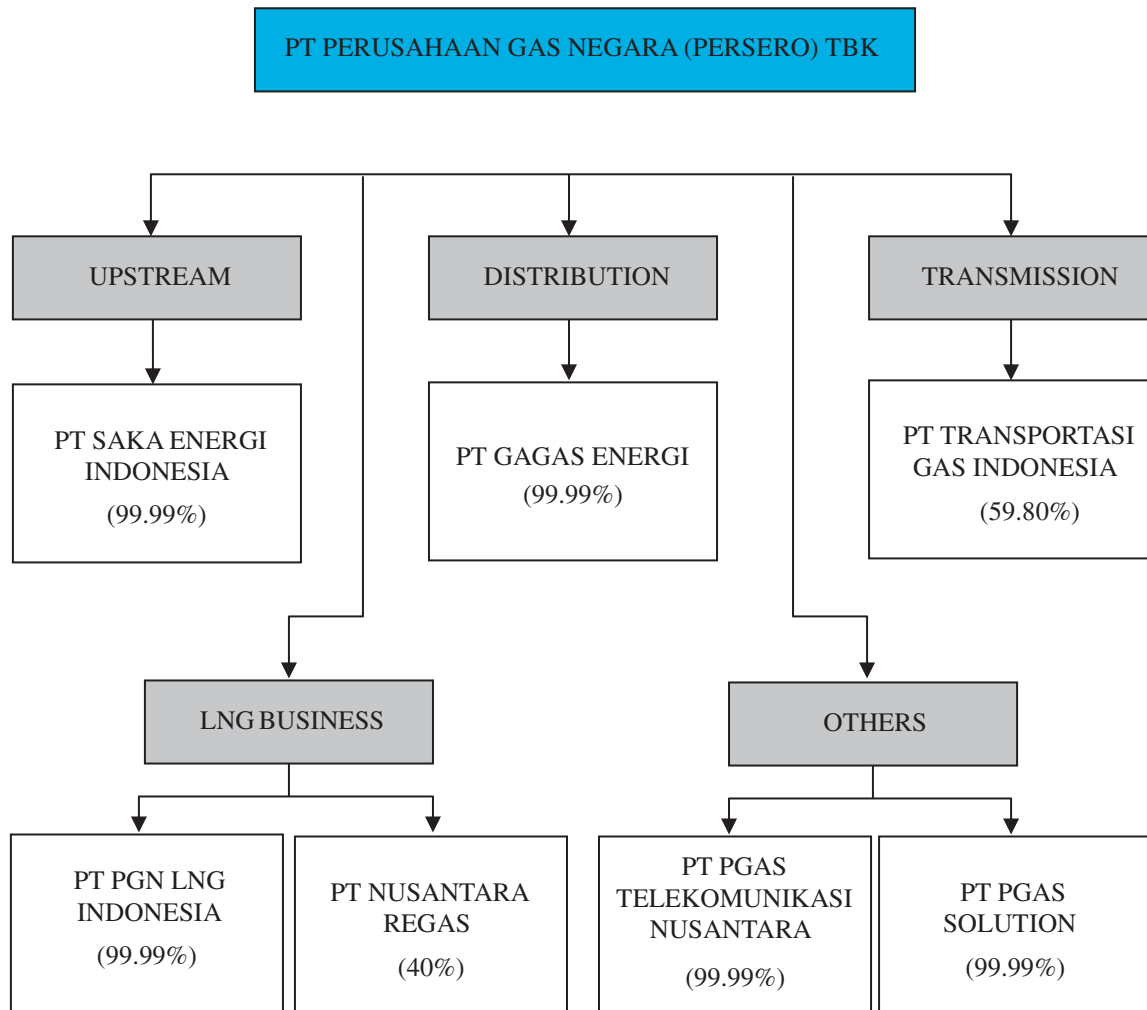 PT PERUSAHAAN GAS NEGARA (PERSERO) TBK
UPSTREAM
DISTRIBUTION
TRANSMISSION
PT SAKA ENERGI
INDONESIA
(99.99%)
PT GAGAS ENERGI
(99.99%)
PT TRANSPORTASI
GAS INDONESIA
(59.80%)
LNG BUSINESS
OTHERS
PT PGN LNG
INDONESIA
(99.99%)
PT NUSANTARA
REGAS
(40%)
PT PGAS
TELEKOMUNIKASI
NUSANTARA
(99.99%)
PT PGAS
SOLUTION
(99.99%)